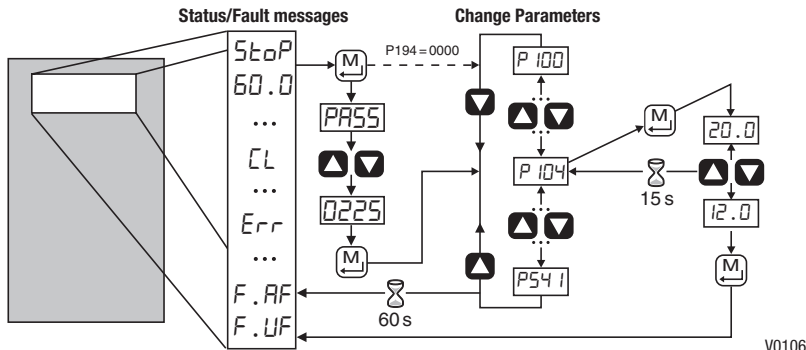 Status/Fault messages
Change Parameters
StoP
60.0
...
CL
...
Err
...
F.AF
F.UF
M
P194 = 0000
PASS
0225
M
60 s
P 100
P 104
P541
M
15 s
20.0
12.0
M
V0106